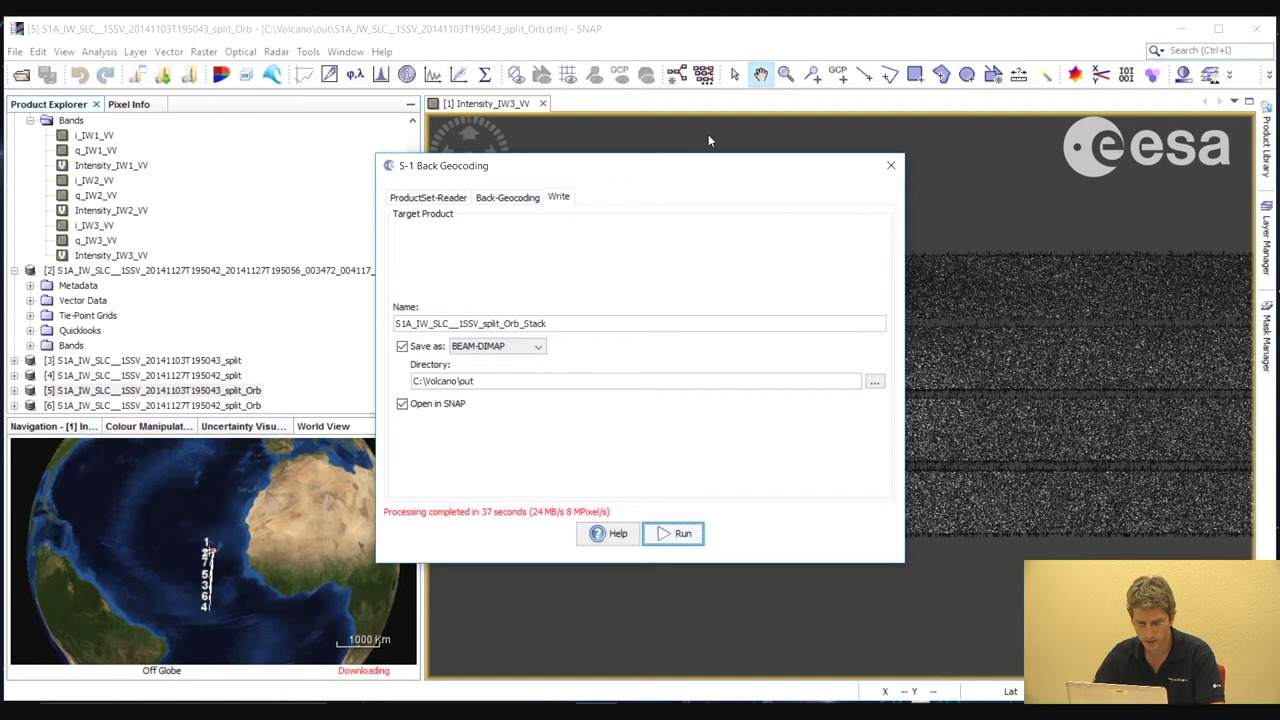 [5] S1A_IW_SLC__1SSV_20141103T195043_split_Orb - [C:\Volcano\out\S1A_IW_SLC__1SSV_20141103T195043_split_Orb.dim] - SNAP
File Edit View Analysis Layer Vector Raster Optical Radar Tools Window Help
Search (Ctrl+I)
GCP
GCP
Product Explorer Pixel Info
[1] Intensity_IW3_VV
Bands
i_IW1_VV
q_IW1_VV
Intensity_IW1_VV
i_IW2_VV
q_IW2_VV
Intensity_IW2_VV
i_IW3_VV
q_IW3_VV
Intensity_IW3_VV
[2] S1A_IW_SLC__1SSV_20141127T195042_20141127T195056_003472_004117_
Metadata
Vector Data
Tie-Point Grids
Quicklooks
Bands
[3] S1A_IW_SLC__1SSV_20141103T195043_split
[4] S1A_IW_SLC__1SSV_20141127T195042_split
[5] S1A_IW_SLC__1SSV_20141103T195043_split_Orb
[6] S1A_IW_SLC__1SSV_20141127T195042_split_Orb
Navigation - [1] In... Colour Manipulat... Uncertainty Visu... World View
1000 Km
Off Globe Downloading
S-1 Back Geocoding
ProductSet-Reader Back-Geocoding Write
Target Product
Name:
S1A_IW_SLC__1SSV_split_Orb_Stack
Save as: BEAM-DIMAP
Directory:
C:\Volcano\out
...
Open in SNAP
Processing completed in 37 seconds (24 MB/s 8 MPixel/s)
Help Run
esa
Product Library
Layer Manager
Mask Manager
X -- Y -- Lat